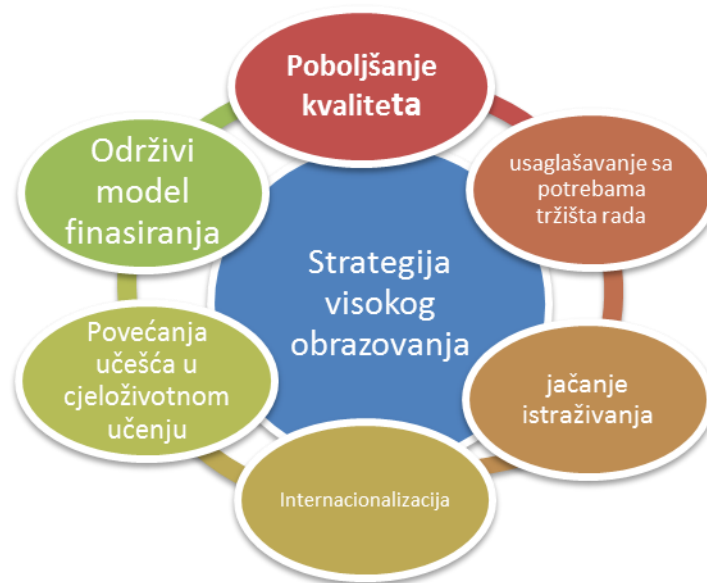 Poboljšanje
kvaliteta
usaglašavanje sa
potrebama
tržišta rada
jačanje
istraživanja
Internacionalizacija
Povećanja
učešća u
cjeloživotnom
učenju
Održivi
model
finasiranja
Strategija
visokog
obrazovanja